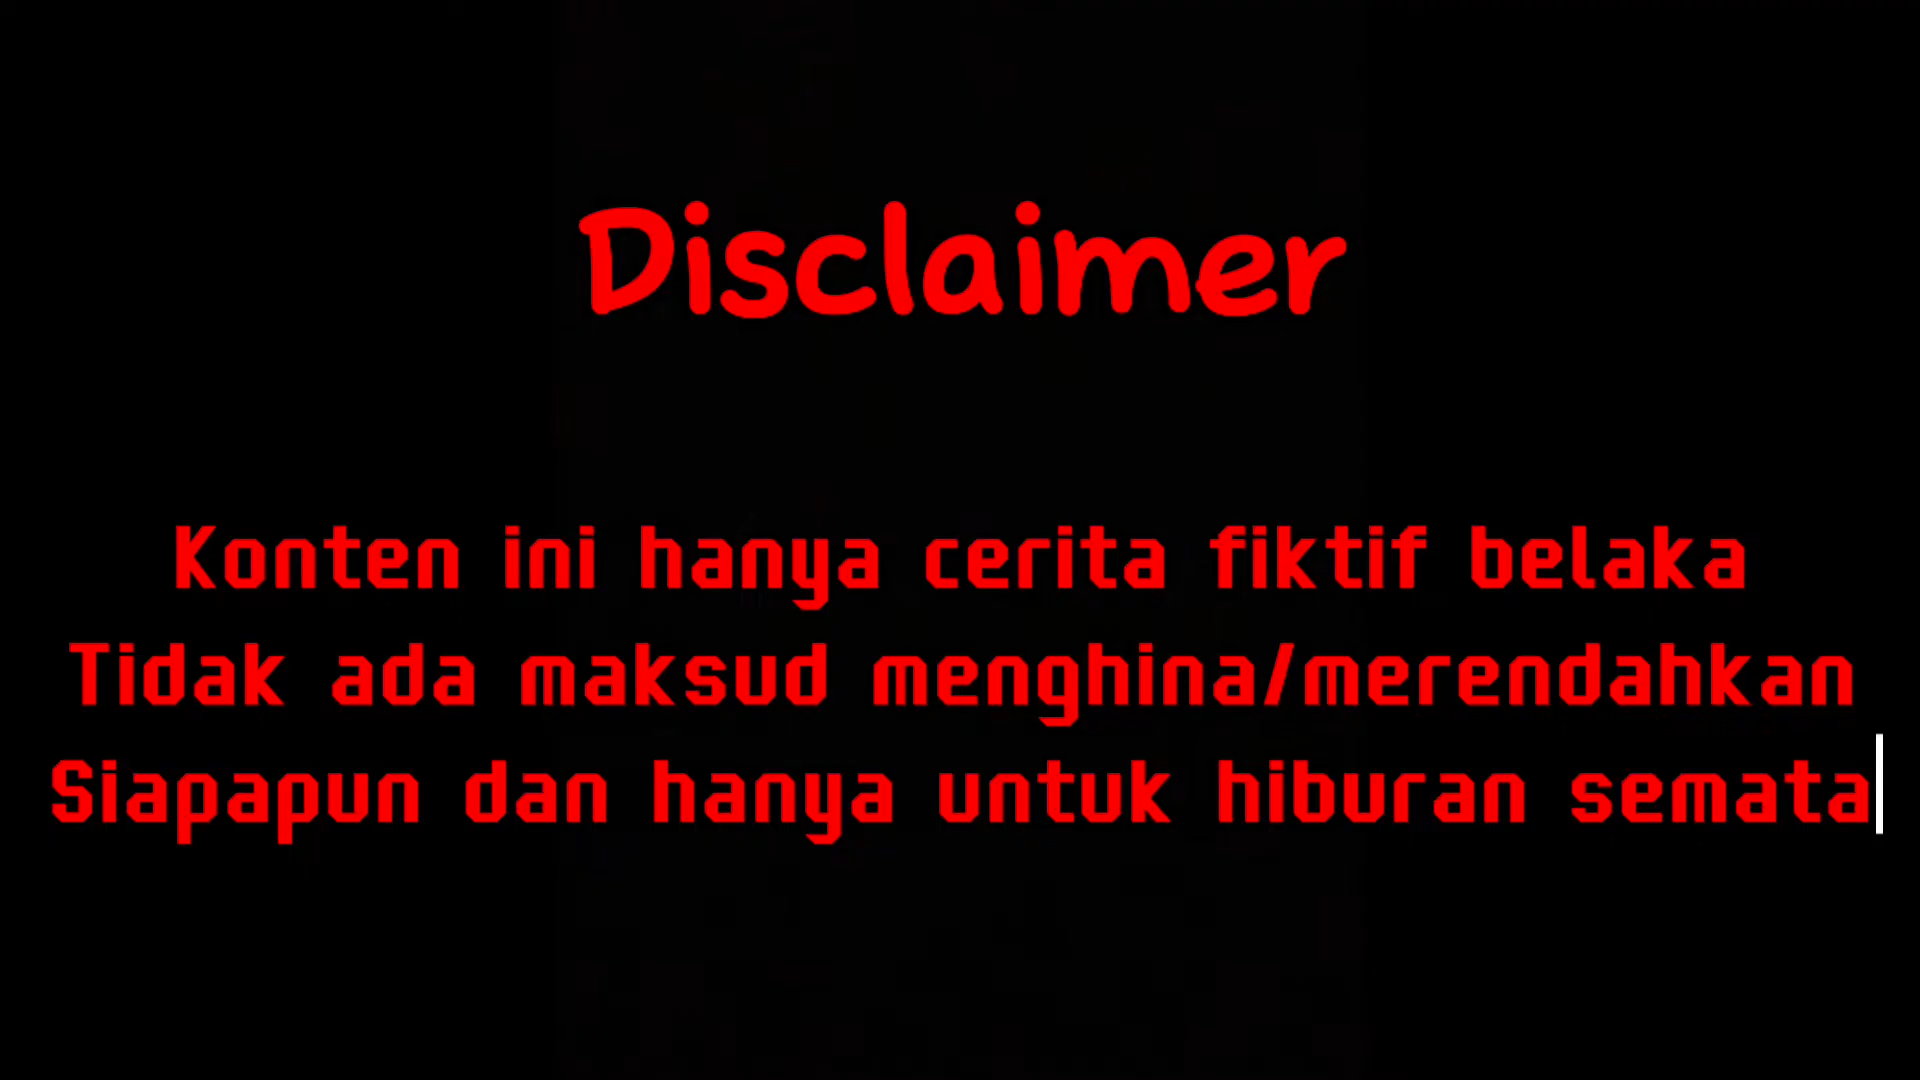 Disclaimer
Konten ini hanya cerita fiktif belaka
Tidak ada maksud menghina/merendahkan
Siapapun dan hanya untuk hiburan semata